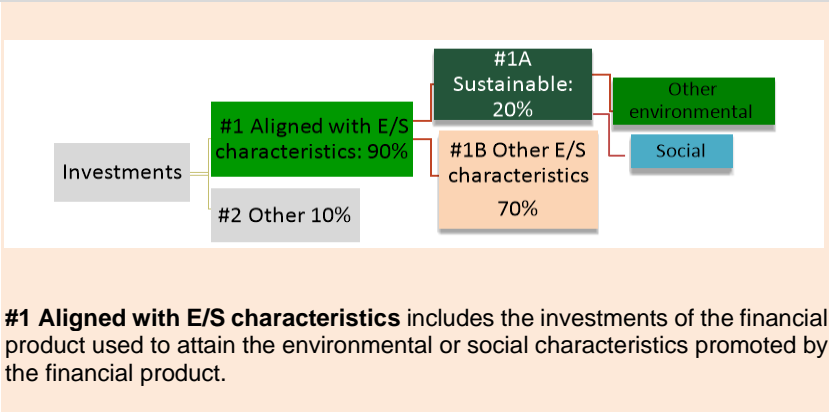 Investments
#1 Aligned with E/S
characteristics: 90%
#2 Other 10%
#1A
Sustainable:
20%
#1B Other E/S
characteristics
70%
Other
environmental
Social
#1 Aligned with E/S characteristics includes the investments of the financial
product used to attain the environmental or social characteristics promoted by
the financial product.